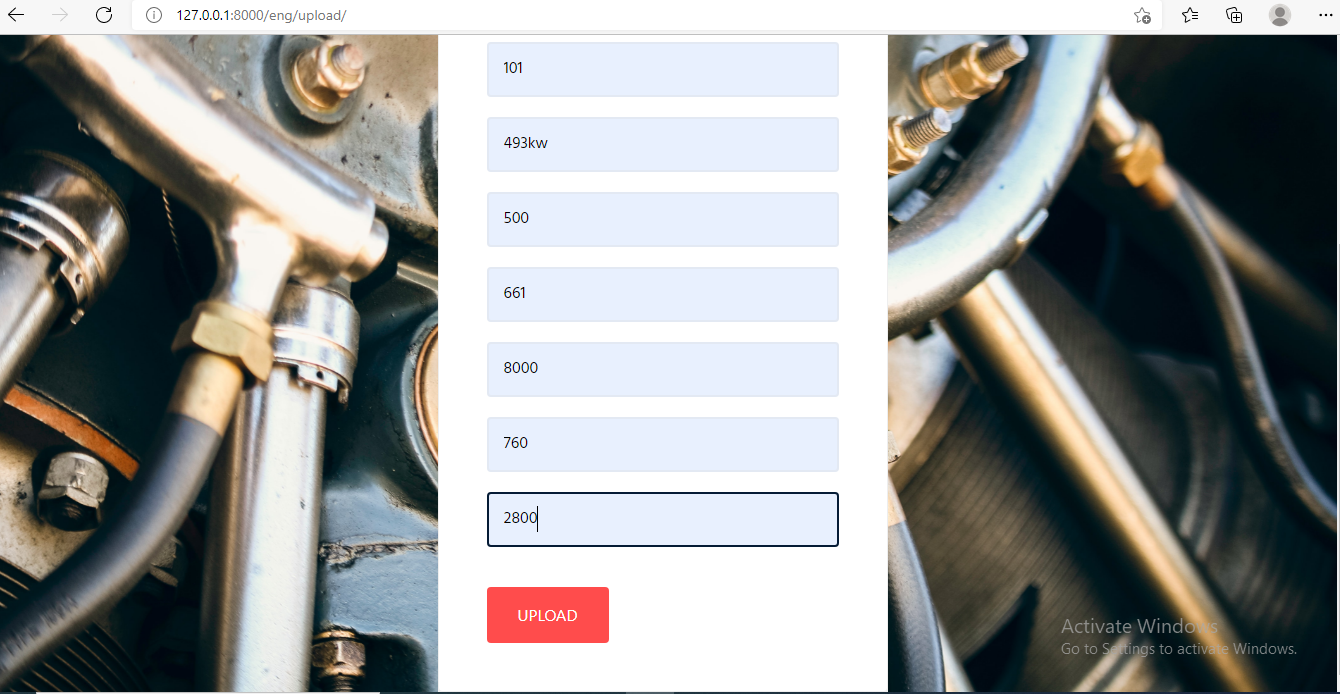 127.0.0.1:8000/eng/upload/
101
493kw
500
661
8000
760
2800
UPLOAD
Activate Windows
Go to Settings to activate Windows.